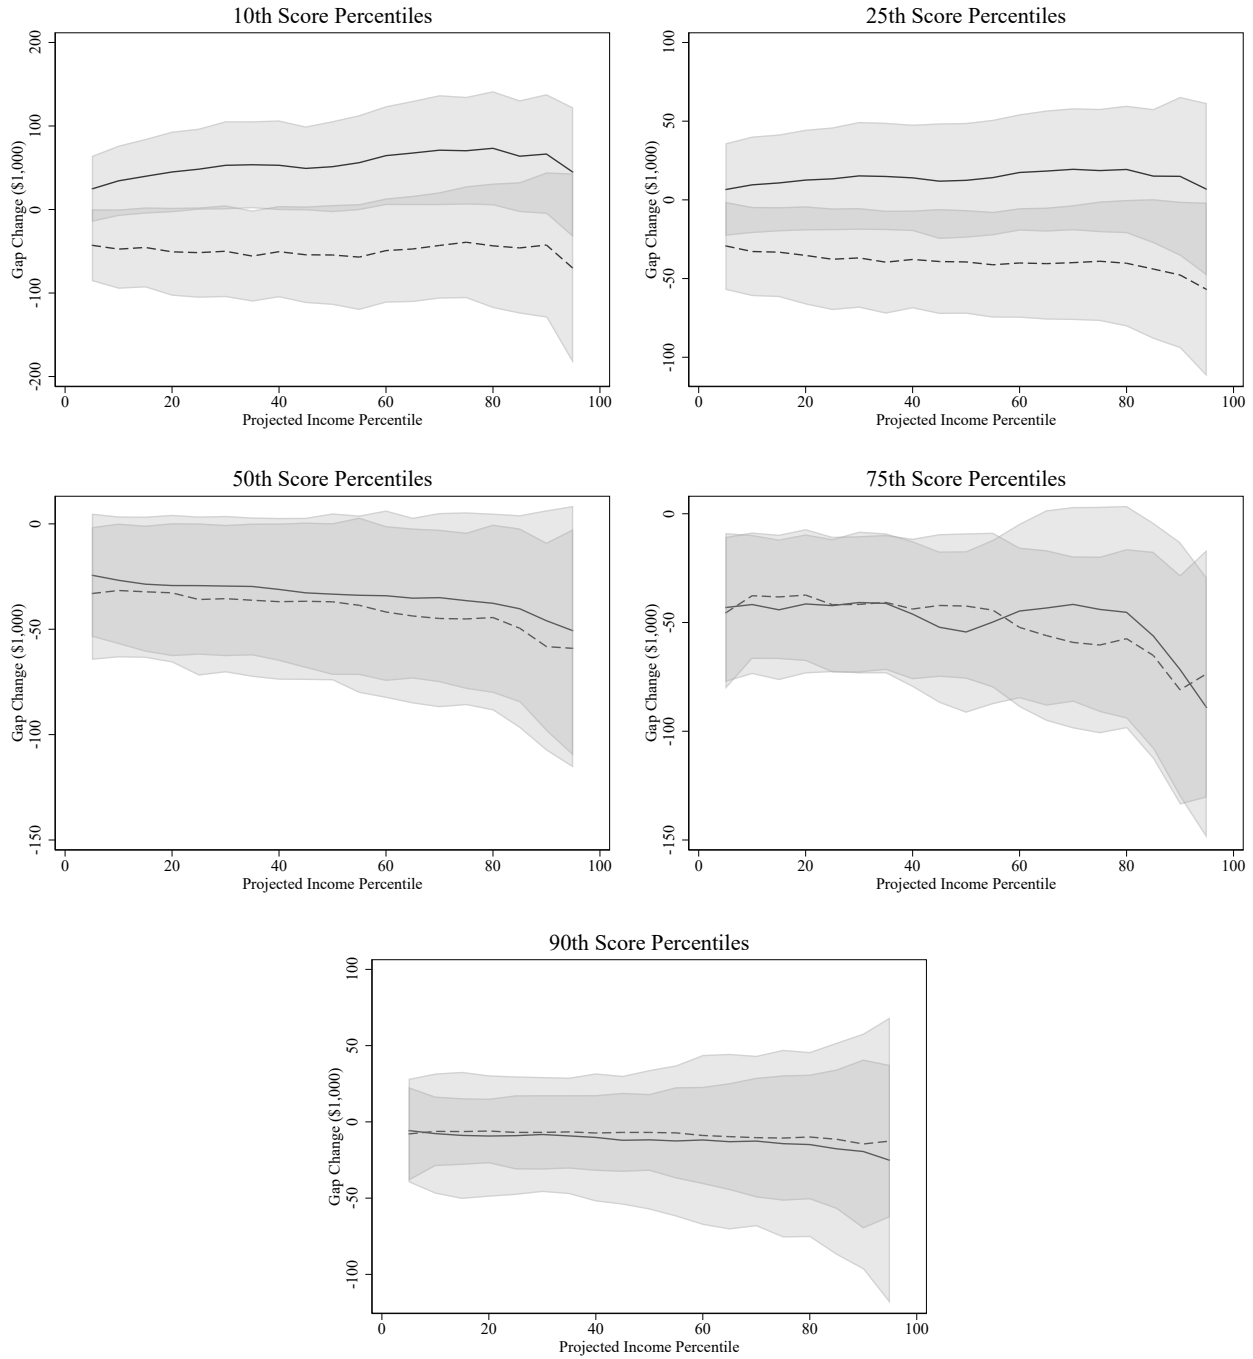 10th Score Percentiles
Gap Change ($1,000)
200
100
0
-100
-200
0 20 40 60 80 100
Projected Income Percentile
25th Score Percentiles
Gap Change ($1,000)
100
50
0
-50
-100
0 20 40 60 80 100
Projected Income Percentile
50th Score Percentiles
Gap Change ($1,000)
0
-50
-100
-150
0 20 40 60 80 100
Projected Income Percentile
75th Score Percentiles
Gap Change ($1,000)
0
-50
-100
-150
0 20 40 60 80 100
Projected Income Percentile
90th Score Percentiles
Gap Change ($1,000)
100
50
0
-50
-100
0 20 40 60 80 100
Projected Income Percentile